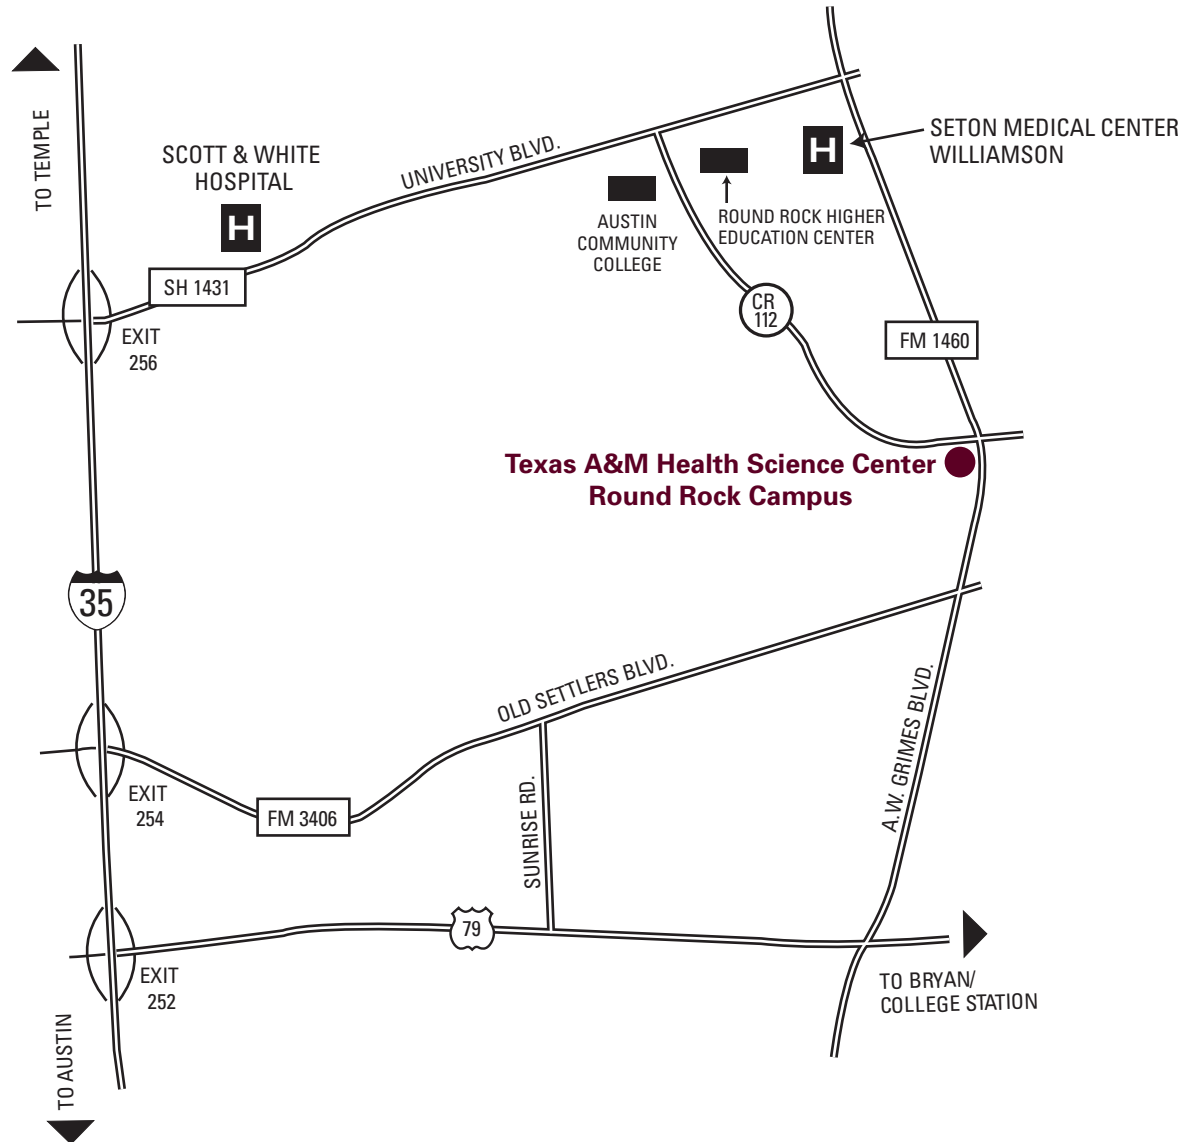 TO TEMPLE
SCOTT & WHITE
HOSPITAL
H
UNIVERSITY BLVD.
H
SETON MEDICAL CENTER
WILLIAMSON
AUSTIN
COMMUNITY
COLLEGE
ROUND ROCK HIGHER
EDUCATION CENTER
SH 1431
EXIT
256
CR
112
FM 1460
Texas A&M Health Science Center
Round Rock Campus
35
OLD SETTLERS BLVD.
A.W. GRIMES BLVD.
EXIT
254
FM 3406
SUNRISE RD.
79
EXIT
252
TO BRYAN/
COLLEGE STATION
TO AUSTIN